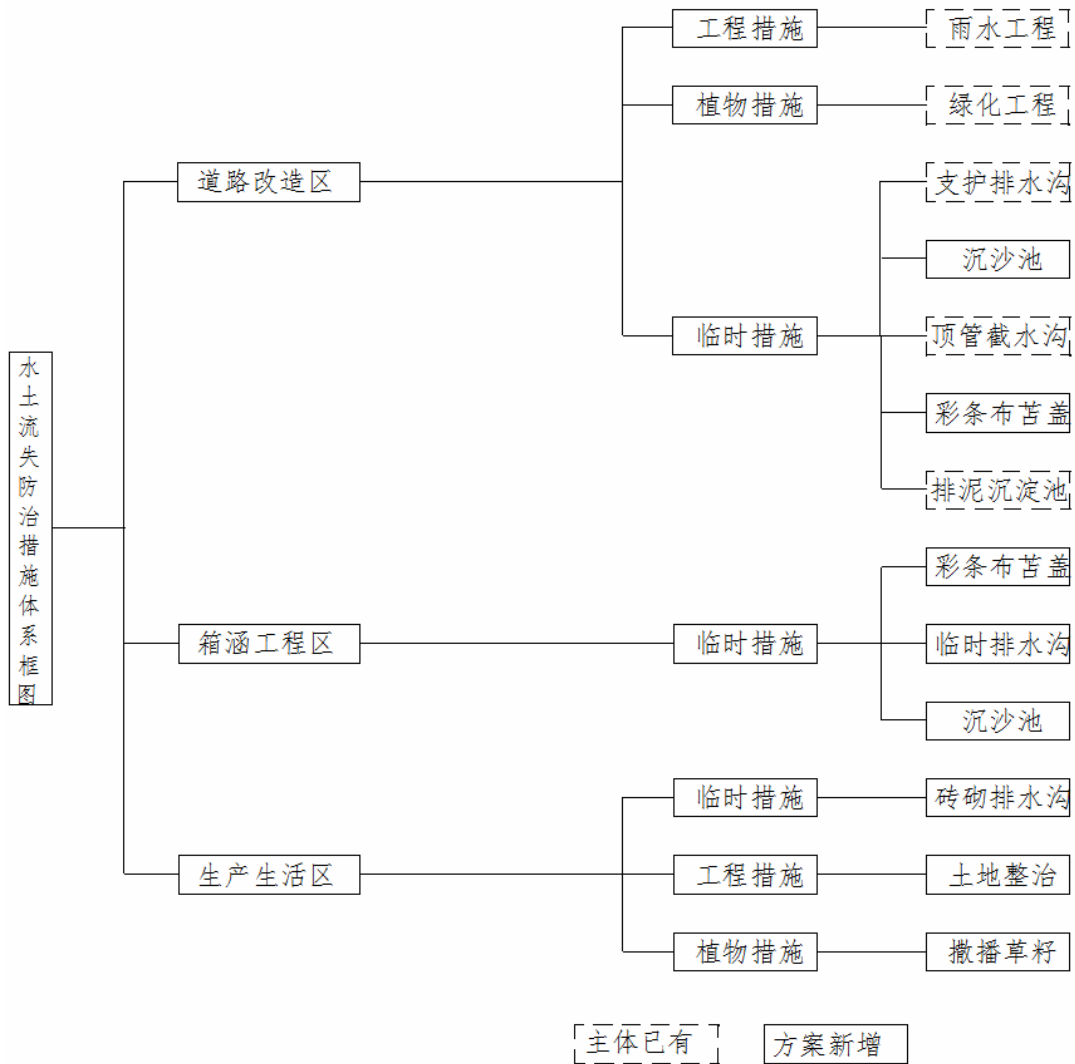 水土流失防治措施体系框图
道路改造区
工程措施
雨水工程
植物措施
绿化工程
临时措施
支护排水沟
沉沙池
顶管截水沟
彩条布苫盖
排泥沉淀池
箱涵工程区
临时措施
彩条布苫盖
临时排水沟
沉沙池
生产生活区
临时措施
砖砌排水沟
工程措施
土地整治
植物措施
撒播草籽
主体已有
方案新增